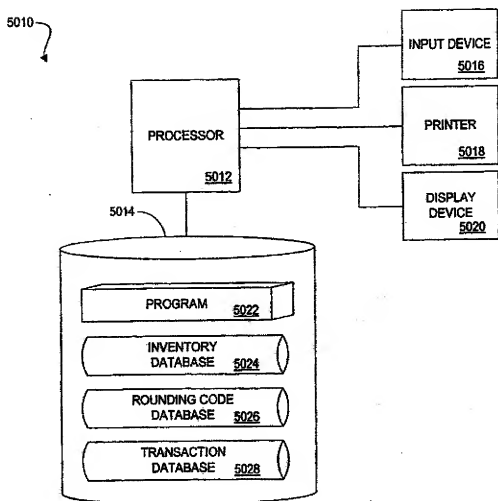 5010
INPUT DEVICE
5016
PROCESSOR
5012
PRINTER
5018
DISPLAY
DEVICE
5020
5014
PROGRAM 5022
INVENTORY
DATABASE 5024
ROUNDING CODE
DATABASE 5026
TRANSACTION
DATABASE 5028